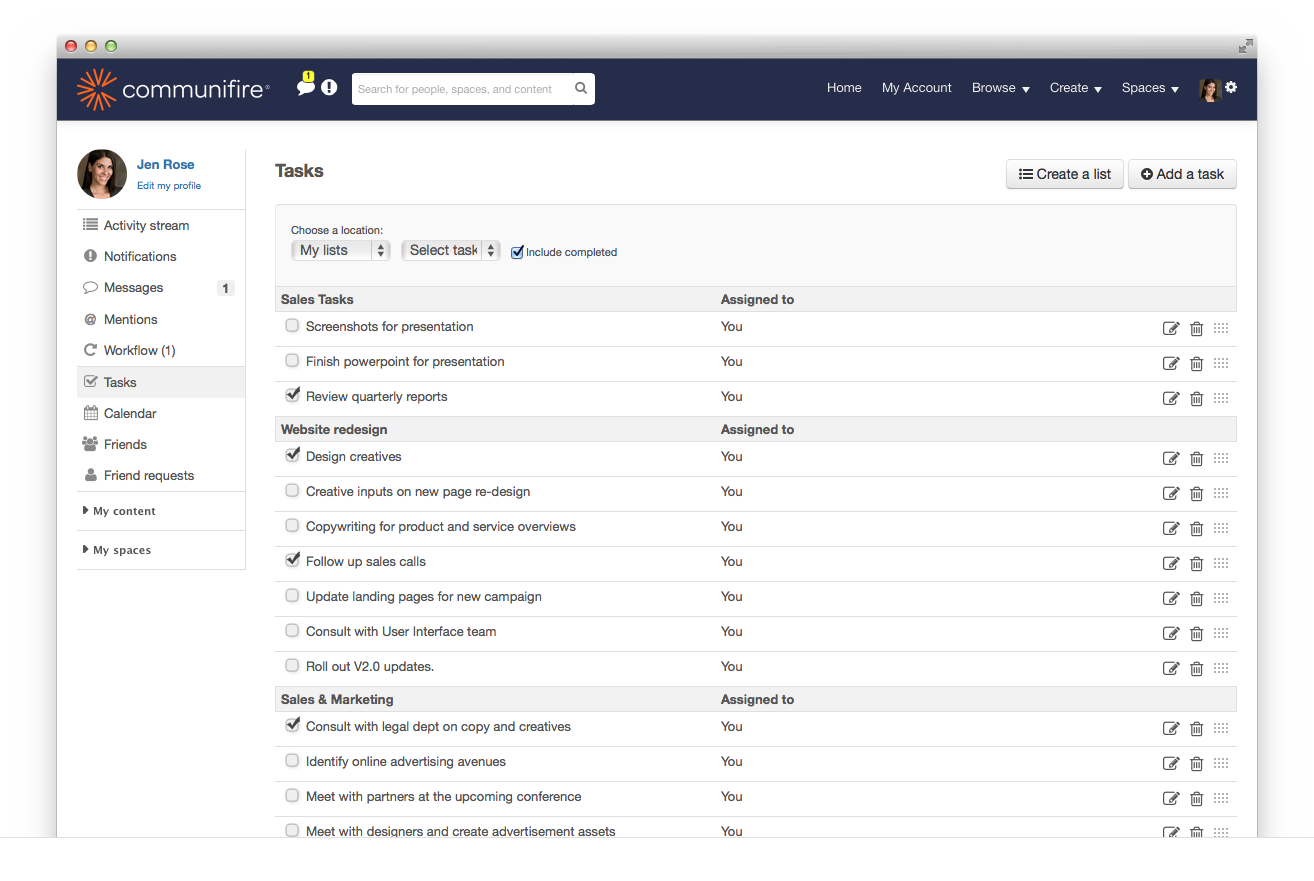 communifire
1
Search for people, spaces, and content
Home My Account Browse Create Spaces
Jen Rose
Edit my profile
Activity stream
Notifications
Messages 1
Mentions
Workflow (1)
Tasks
Calendar
Friends
Friend requests
My content
My spaces
Tasks
Create a list
Add a task
Choose a location:
My lists Select task Include completed
Sales Tasks Assigned to
Screenshots for presentation You
Finish powerpoint for presentation You
Review quarterly reports You
Website redesign Assigned to
Design creatives You
Creative inputs on new page re-design You
Copywriting for product and service overviews You
Follow up sales calls You
Update landing pages for new campaign You
Consult with User Interface team You
Roll out V2.0 updates. You
Sales & Marketing Assigned to
Consult with legal dept on copy and creatives You
Identify online advertising avenues You
Meet with partners at the upcoming conference You
Meet with designers and create advertisement assets You